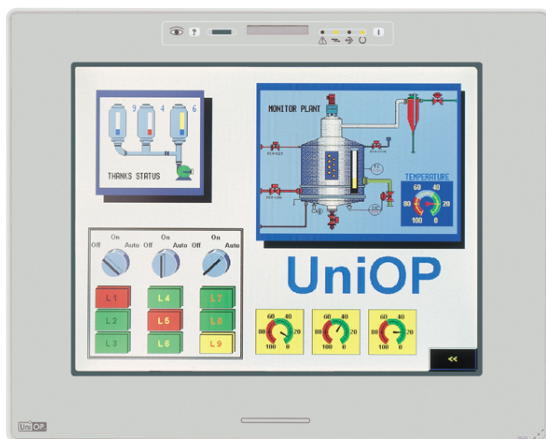 ?
i
9 4 6
THANKS STATUS
MONITOR PLANT
TEMPERATURE
60 40
80 20
100 0
On
Off Auto
On
Off Auto
On
Off Auto
L1 L4 L7
L2 L5 L8
L3 L6 L9
UniOP
60 40
80 20
100 0
60 40
80 20
100 0
60 40
80 20
100 0
<<
UniOP